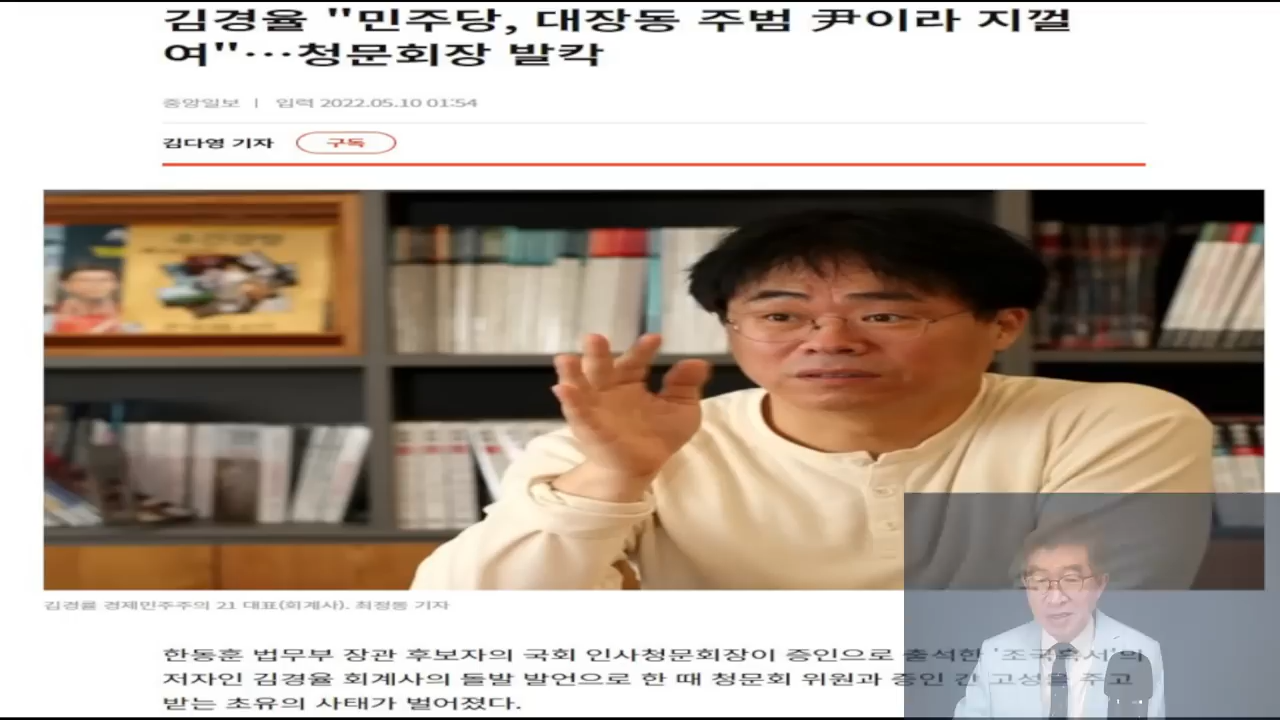 김경율 "민주당, 대장동 주범 尹이라 지껄
여"…청문회장 발칵
중앙일보 | 입력 2022.05.10 01:54
김다영 기자 구독
김경률 경제민주주의 21 대표(회계사). 최정동 기자
한동훈 법무부 장관 후보자의 국회 인사청문회장이 증인으로 출석한 '조국흑서'의
저자인 김경율 회계사의 돌발 발언으로 한 때 청문회 위원과 증인 간 고성을 주고
받는 초유의 사태가 벌어졌다.